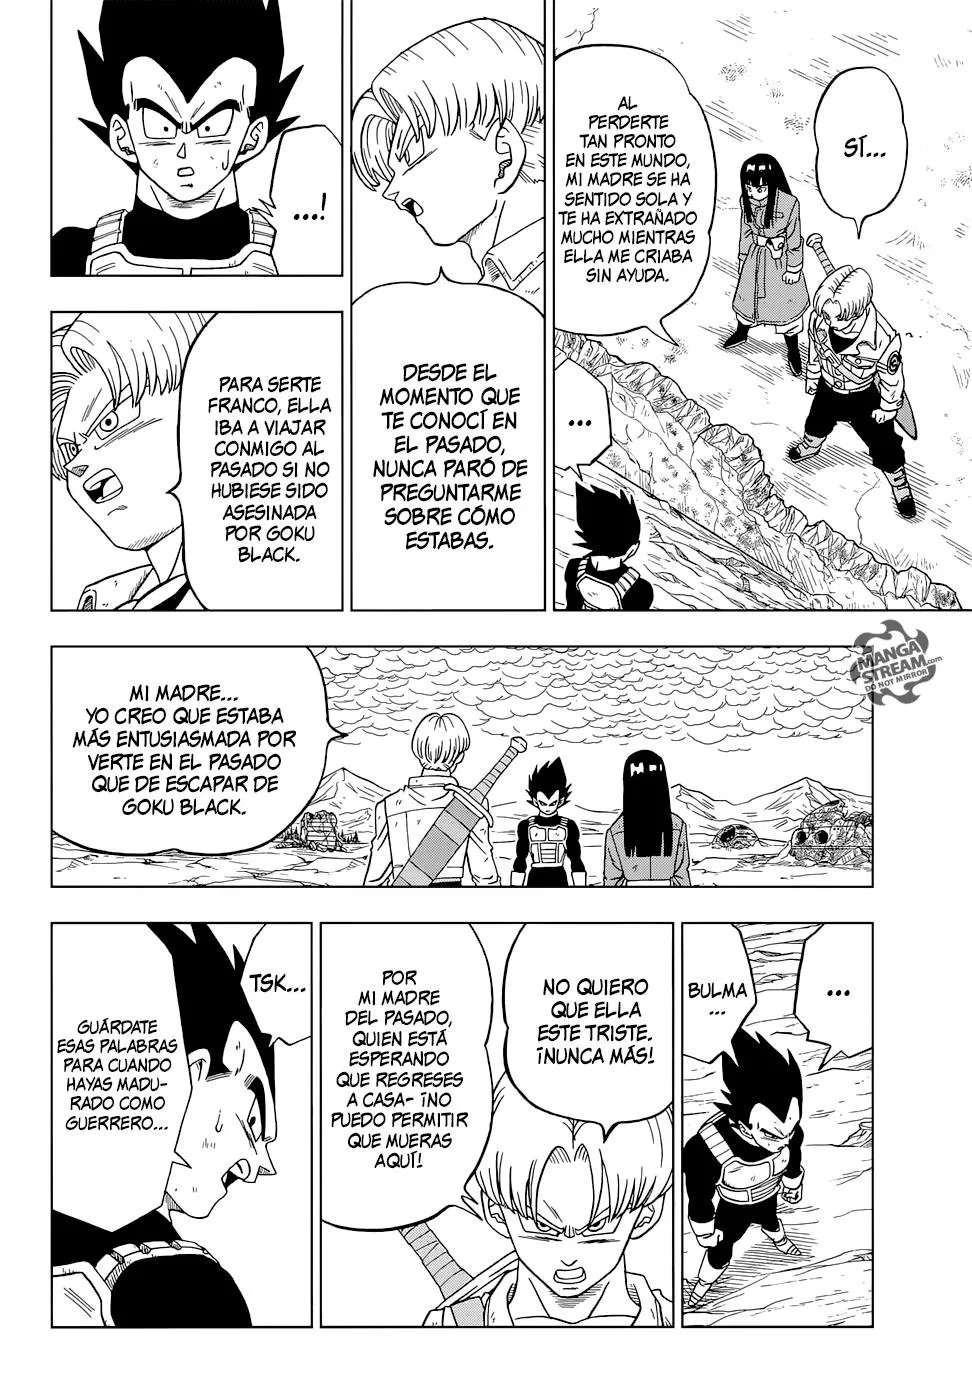 SÍ...
AL
PERDERTE
TAN PRONTO
EN ESTE MUNDO,
MI MADRE SE HA
SENTIDO SOLA Y
TE HA EXTRAÑADO
MUCHO MIENTRAS
ELLA ME CRIABA
SIN AYUDA.
...
DESDE EL
MOMENTO QUE
TE CONOCÍ EN
EL PASADO,
NUNCA PARÓ DE
PREGUNTARME
SOBRE CÓMO
ESTABAS.
...!
PARA SERTE
FRANCO, ELLA
IBA A VIAJAR
CONMIGO AL
PASADO SI NO
HUBIESE SIDO
ASESINADA
POR GOKU
BLACK.
MANGA
STREAM.com
DO NOT MIRROR!
MI MADRE...
YO CREO QUE ESTABA
MÁS ENTUSIASMADA POR
VERTE EN EL PASADO
QUE DE ESCAPAR DE
GOKU BLACK.
...
BULMA
...
NO QUIERO
QUE ELLA
ESTE TRISTE.
¡NUNCA MÁS!
POR
MI MADRE
DEL PASADO,
QUIEN ESTÁ
ESPERANDO
QUE REGRESES
A CASA- ¡NO
PUEDO PERMITIR
QUE MUERAS
AQUÍ!
TSK...
GUÁRDATE
ESAS PALABRAS
PARA CUANDO
HAYAS MADU-
RADO COMO
GUERRERO...